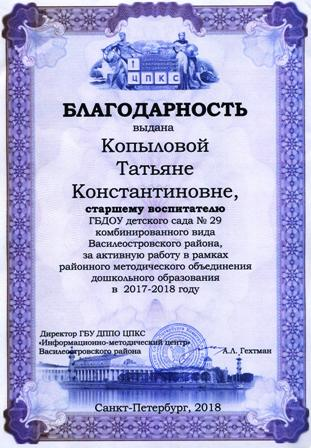 ЦПКС
БЛАГОДАРНОСТЬ
выдана
Копыловой
Татьяне
Константиновне,
старшему воспитателю
ГБДОУ детского сада № 29
комбинированного вида
Василеостровского района,
за активную работу в рамках
районного методического объединения
дошкольного образования
в 2017-2018 году
Директор ГБУ ДППО ЦПКС
«Информационно-методический центр»
Василеостровского района А.Л. Гехтман
Санкт-Петербург, 2018